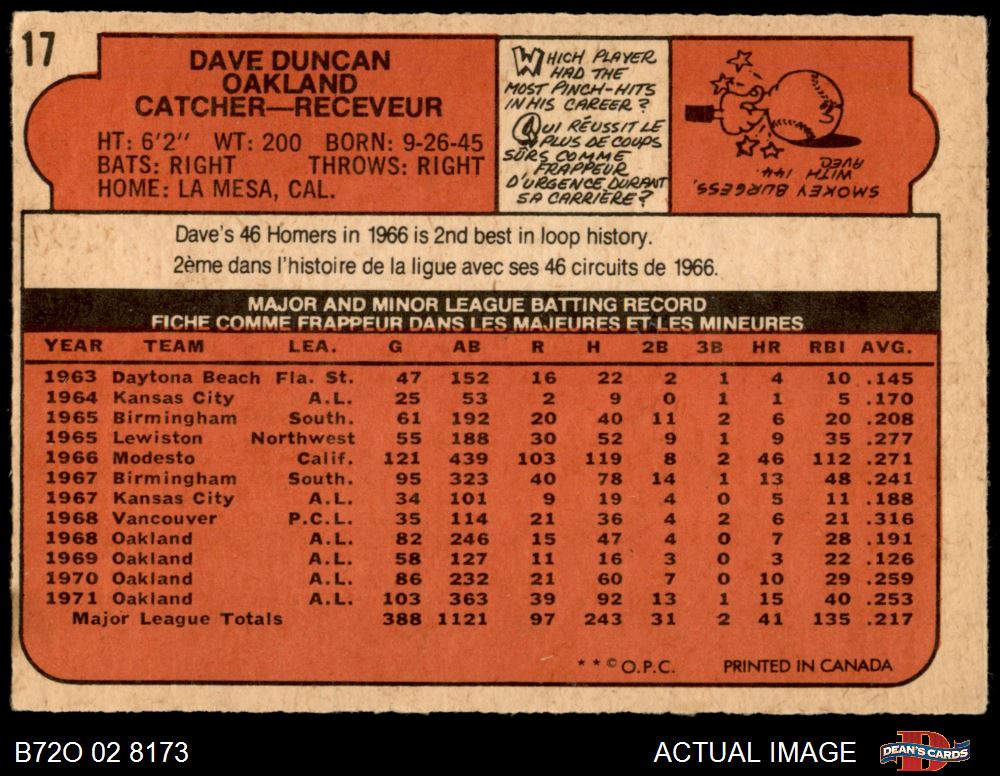 17
DAVE DUNCAN
OAKLAND
CATCHER—RECEVEUR
HT: 6'2" WT: 200 BORN: 9-26-45
BATS: RIGHT THROWS: RIGHT
HOME: LA MESA, CAL.
WHICH PLAYER
HAD THE
MOST PINCH-HITS
IN HIS CAREER?
QUI RÉUSSIT LE
PLUS DE COUPS
SÛRS COMME
FRAPPEUR
D'URGENCE DURANT
SA CARRIÈRE?
SMOKEY BURGESS,
WITH 144.
AVEC
Dave's 46 Homers in 1966 is 2nd best in loop history.
2ème dans l'histoire de la ligue avec ses 46 circuits de 1966.
MAJOR AND MINOR LEAGUE BATTING RECORD
FICHE COMME FRAPPEUR DANS LES MAJEURES ET LES MINEURES
YEAR TEAM LEA. G AB R H 2B 3B HR RBI AVG.
1963 Daytona Beach Fla. St. 47 152 16 22 2 1 4 10 .145
1964 Kansas City A.L. 25 53 2 9 0 1 1 5 .170
1965 Birmingham South. 61 192 20 40 11 2 6 20 .208
1965 Lewiston Northwest 55 188 30 52 9 1 9 35 .277
1966 Modesto Calif. 121 439 103 119 8 2 46 112 .271
1967 Birmingham South. 95 323 40 78 14 1 13 48 .241
1967 Kansas City A.L. 34 101 9 19 4 0 5 11 .188
1968 Vancouver P.C.L. 35 114 21 36 4 2 6 21 .316
1968 Oakland A.L. 82 246 15 47 4 0 7 28 .191
1969 Oakland A.L. 58 127 11 16 3 0 3 22 .126
1970 Oakland A.L. 86 232 21 60 7 0 10 29 .259
1971 Oakland A.L. 103 363 39 92 13 1 15 40 .253
Major League Totals 388 1121 97 243 31 2 41 135 .217
* * © O.P.C. PRINTED IN CANADA
B72O 02 8173 ACTUAL IMAGE DEAN'S CARDS